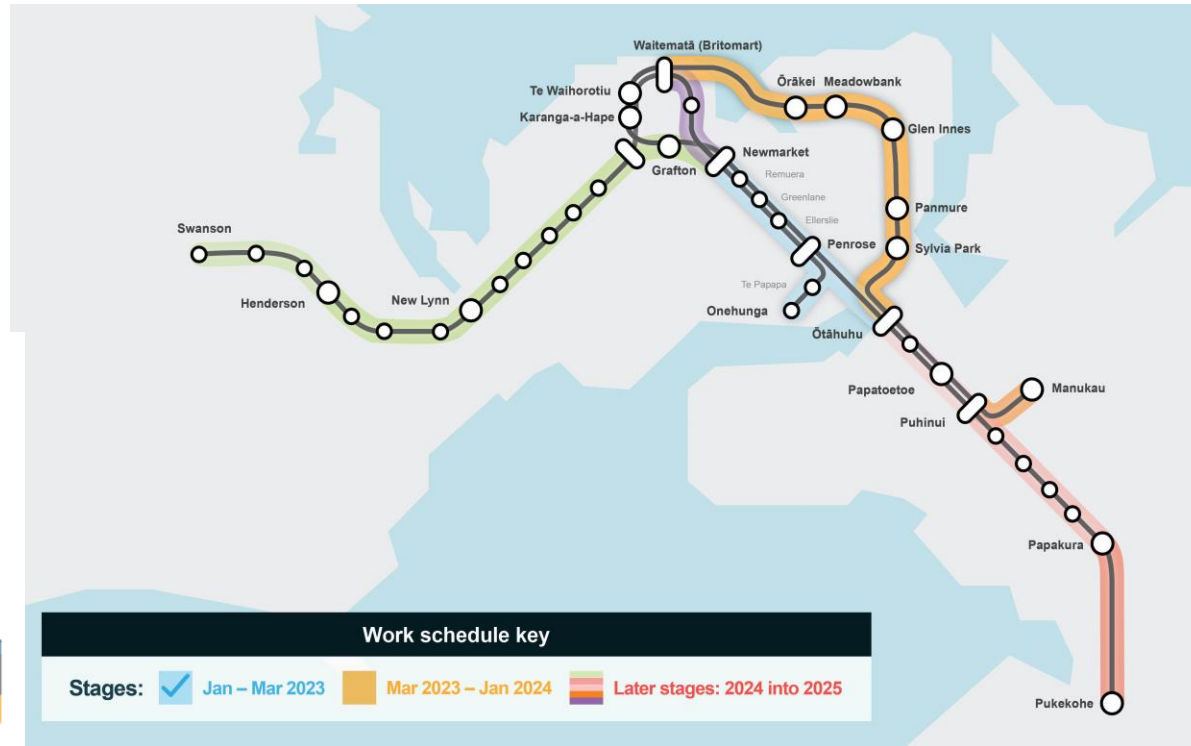 Waitematā (Britomart)
Te Waihorotiu
Karanga-a-Hape
Ōrākei
Meadowbank
Glen Innes
Newmarket
Grafton
Remuera
Greenlane
Ellerslie
Panmure
Swanson
Penrose
Sylvia Park
Henderson
New Lynn
Te Papapa
Onehunga
Ōtāhuhu
Papatoetoe
Manukau
Puhinui
Papakura
Pukekohe
Work schedule key
Stages: Jan – Mar 2023 Mar 2023 – Jan 2024 Later stages: 2024 into 2025